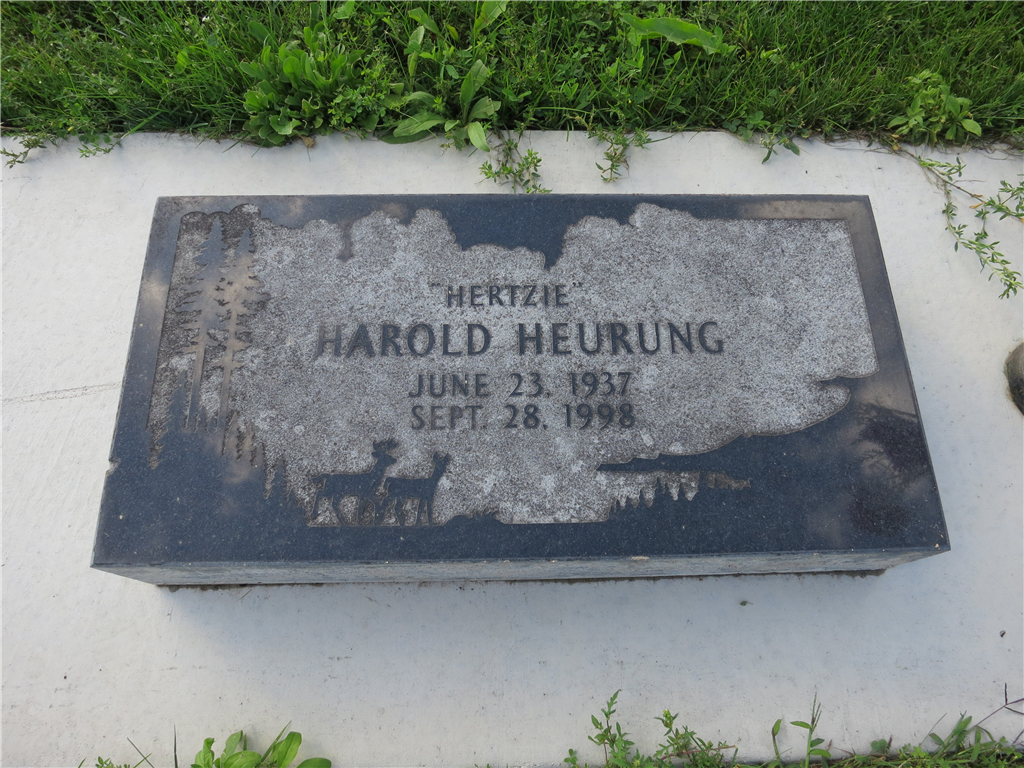 "HERTZIE"
HAROLD HEURUNG
JUNE 23, 1937
SEPT. 28, 1998